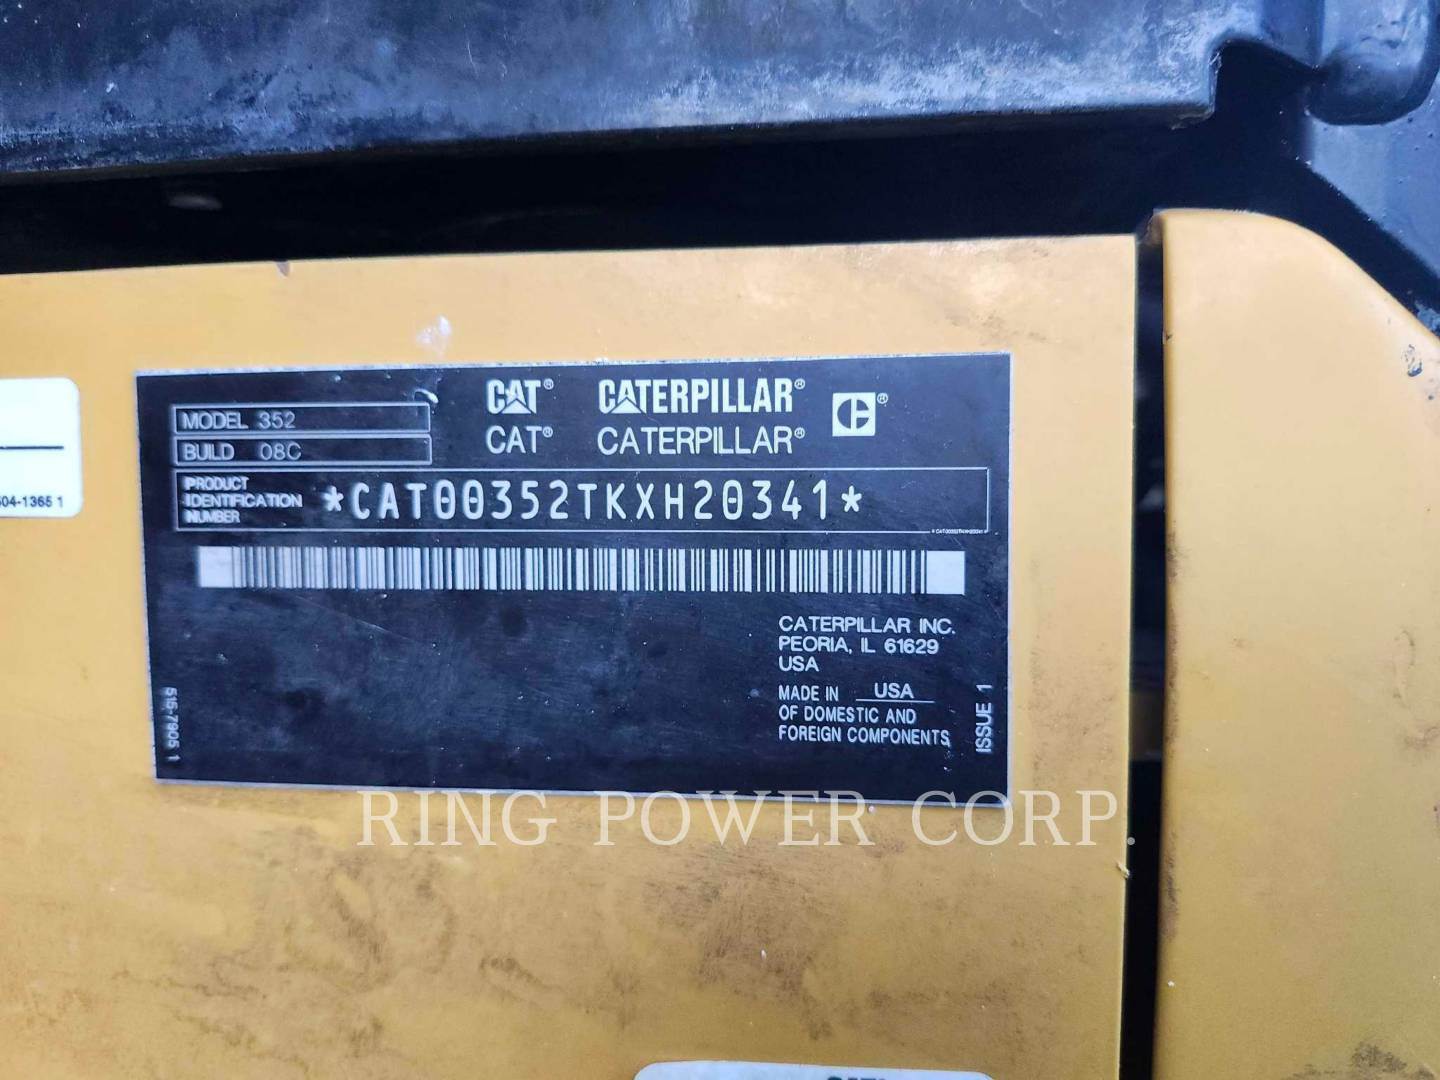 CAT® CATERPILLAR®
CAT® CATERPILLAR®
MODEL 352
BUILD 08C
PRODUCT
IDENTIFICATION
NUMBER
*CAT00352TKXH20341*
*CAT00352TKXH20341*
CATERPILLAR INC.
PEORIA, IL 61629
USA
MADE IN USA
OF DOMESTIC AND
FOREIGN COMPONENTS
ISSUE 1
515-7905 1
504-1365 1
RING POWER CORP.